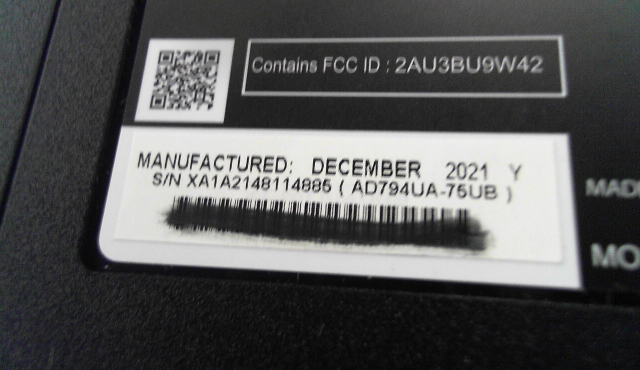 Contains FCC ID : 2AU3BU9W42
MANUFACTURED: DECEMBER 2021 Y
S/N XA1A2148114885 ( AD794UA-75UB )